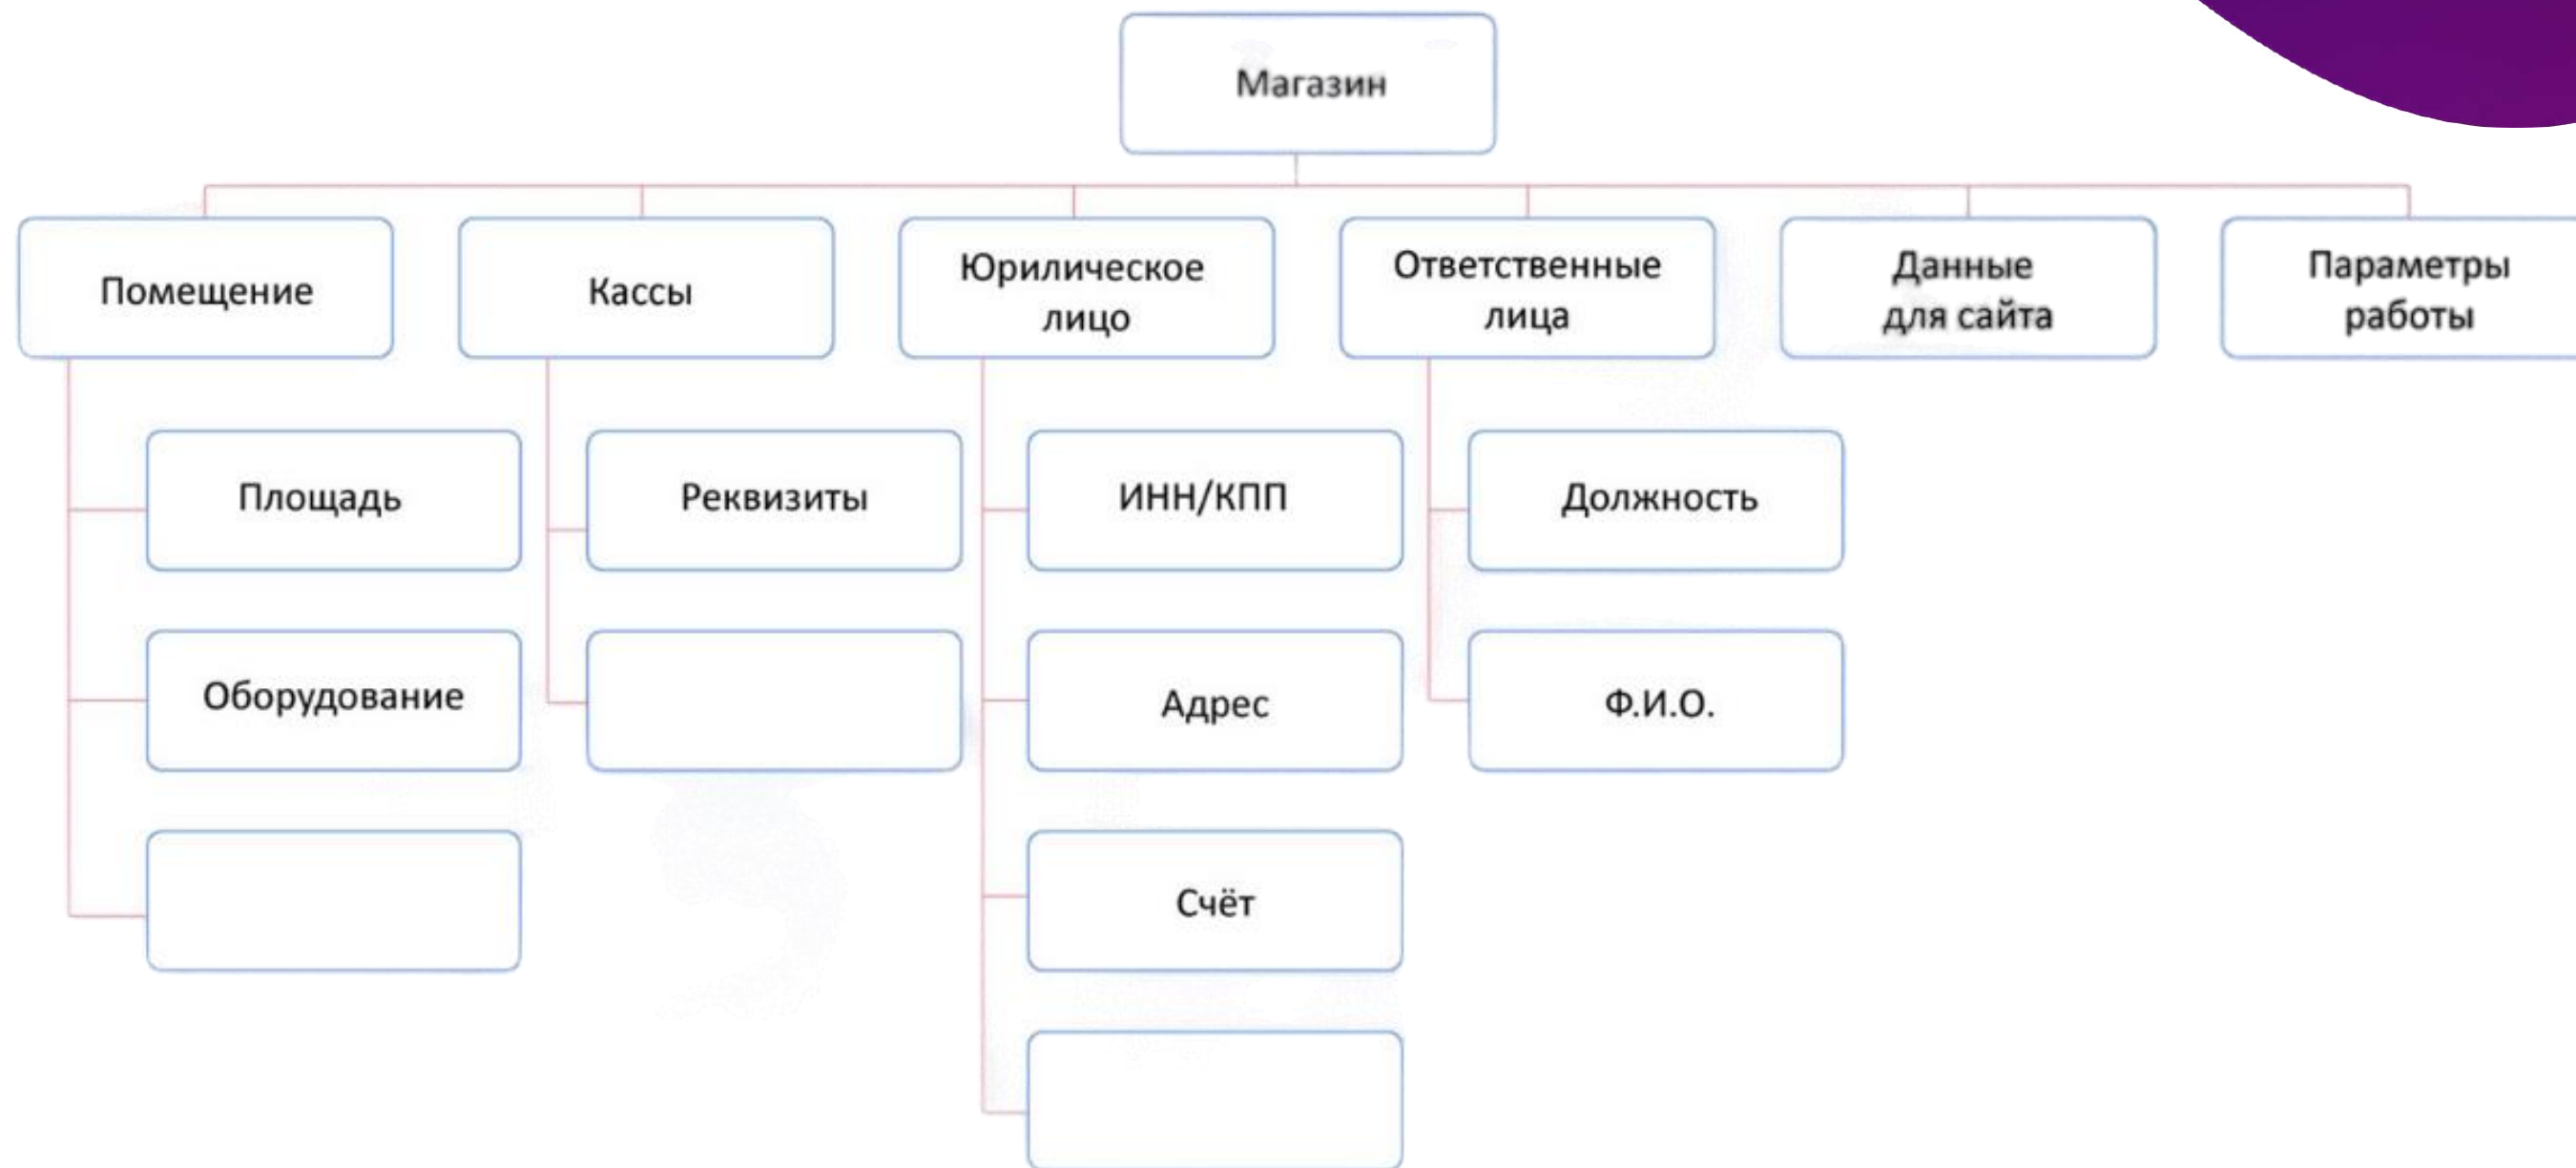 Магазин
Помещение
Кассы
Юрилическое
лицо
Ответственные
лица
Данные
для сайта
Параметры
работы
Площадь
Реквизиты
ИНН/КПП
Должность
Оборудование
Адрес
Ф.И.О.
Счёт